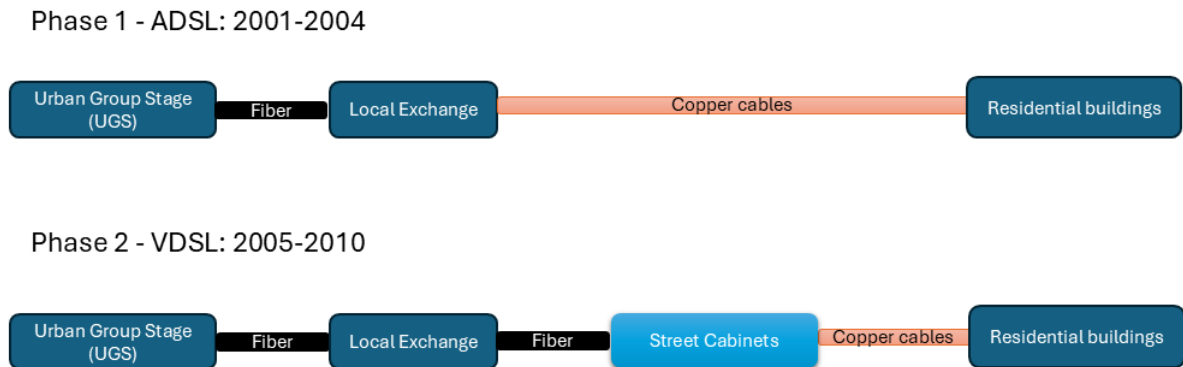 Phase 1 - ADSL: 2001-2004
Urban Group Stage
(UGS)
Fiber
Local Exchange
Copper cables
Residential buildings
Phase 2 - VDSL: 2005-2010
Urban Group Stage
(UGS)
Fiber
Local Exchange
Fiber
Street Cabinets
Copper cables
Residential buildings